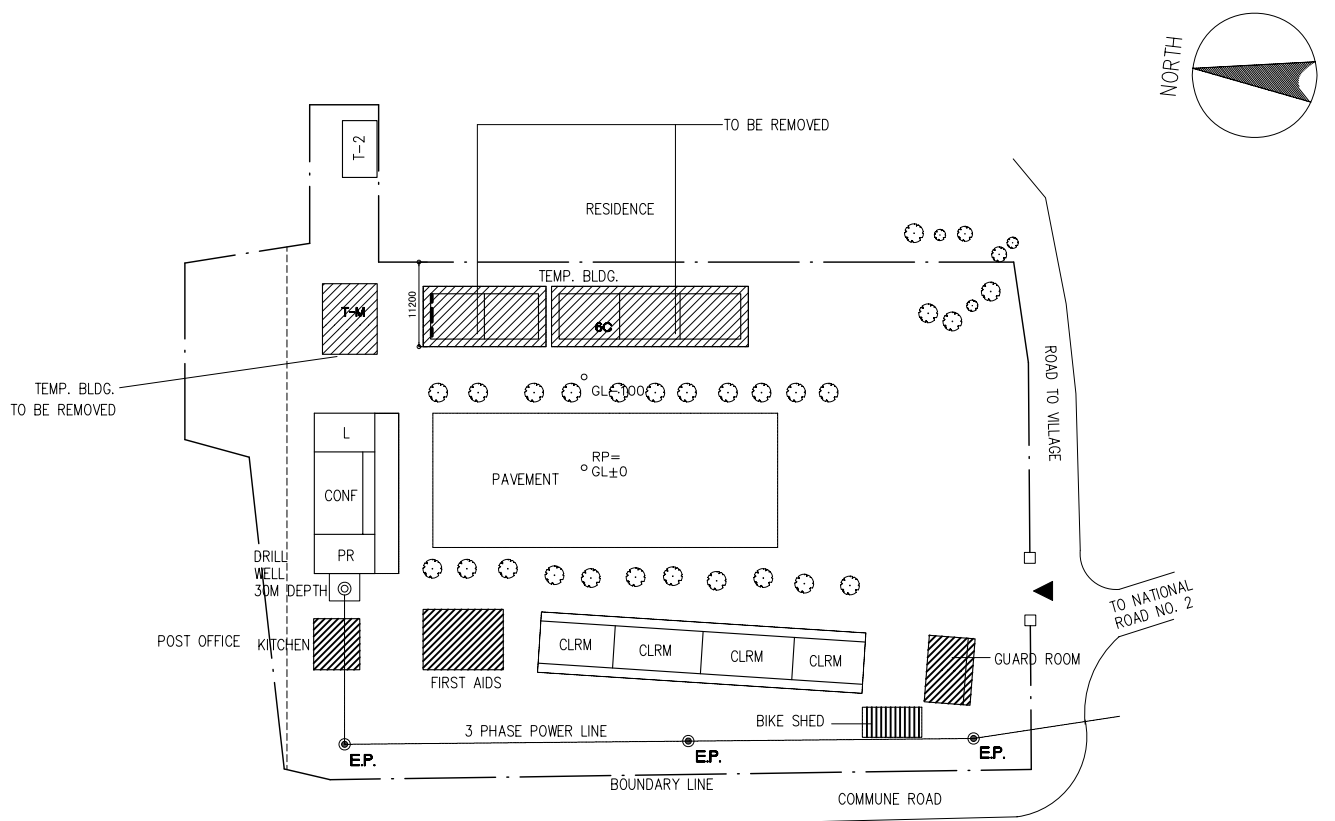 NORTH
T-2
TO BE REMOVED
RESIDENCE
TEMP. BLDG.
11200
T-M
6C
TEMP. BLDG.
TO BE REMOVED
GL-100
ROAD TO VILLAGE
L
CONF
PR
RP=
GL±0
PAVEMENT
DRILL
WELL
30M DEPTH
TO NATIONAL
ROAD NO. 2
POST OFFICE
KITCHEN
FIRST AIDS
CLRM
CLRM
CLRM
CLRM
GUARD ROOM
BIKE SHED
3 PHASE POWER LINE
E.P.
E.P.
E.P.
BOUNDARY LINE
COMMUNE ROAD